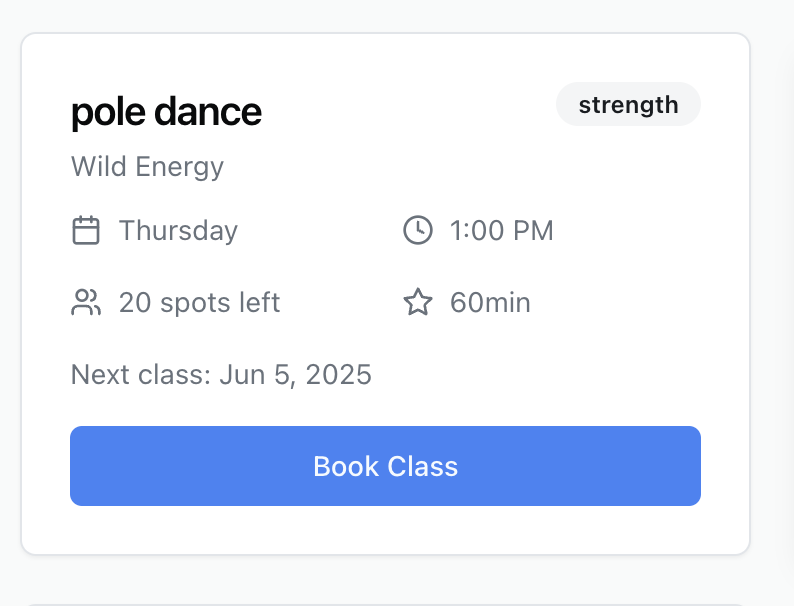 pole dance
strength
Wild Energy
Thursday
1:00 PM
20 spots left
60min
Next class: Jun 5, 2025
Book Class